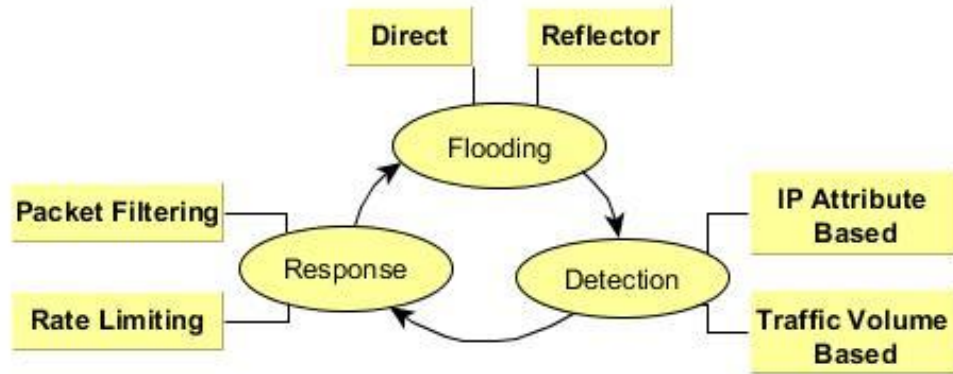 Direct
Reflector
Flooding
Packet Filtering
IP Attribute
Based
Response
Detection
Rate Limiting
Traffic Volume
Based